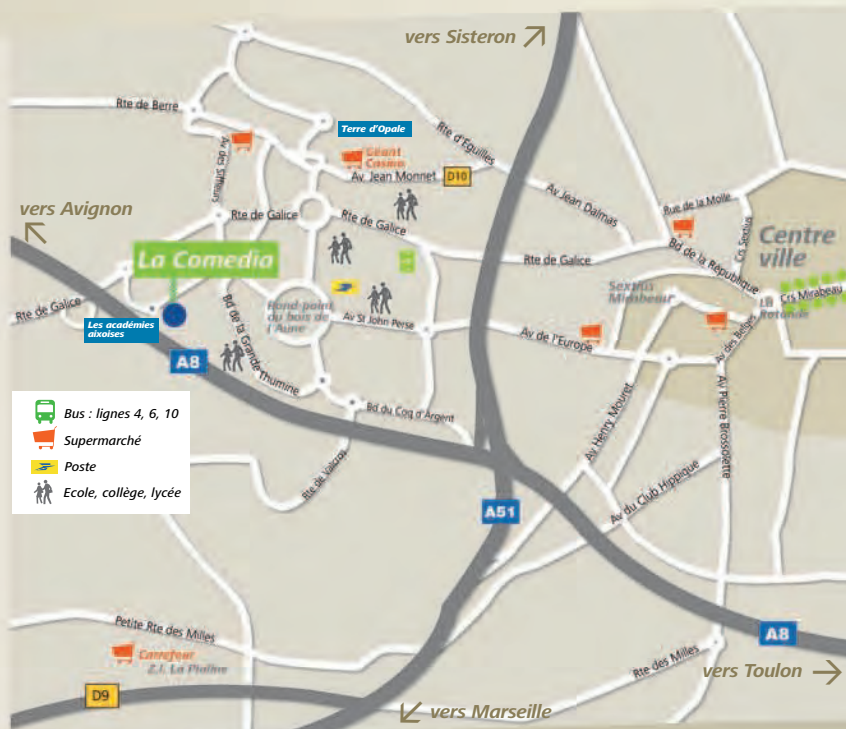 vers Sisteron
Rte de Berre
Terre d'Opale
Rte d'Eguilles
Géant
Casino
Av des Siffleurs
Av. Jean Monnet
D10
Av Jean Dalmas
Rue de la Molle
vers Avignon
Rte de Galice
Rte de Galice
Rte de Galice
Crs Sextius
Centre
ville
La Comedia
Bd de la République
Sextius
Mirabeau
Crs Mirabeau
La
Rotonde
Rte de Galice
Rond-point
du bois de
l'Aune
Les académies
aixoises
Av St John Perse
Av de l'Europe
Av des Belges
A8
Bd de la Grande Thumine
Av Henry Mouret
Av Pierre Brossolette
Bd du Coq d'Argent
Bus : lignes 4, 6, 10
Supermarché
Poste
Ecole, collège, lycée
Rte de Valcros
Av du Club Hippique
A51
Petite Rte des Milles
A8
Carrefour
Z.I. La Pioline
Rte des Milles
vers Toulon
D9
vers Marseille